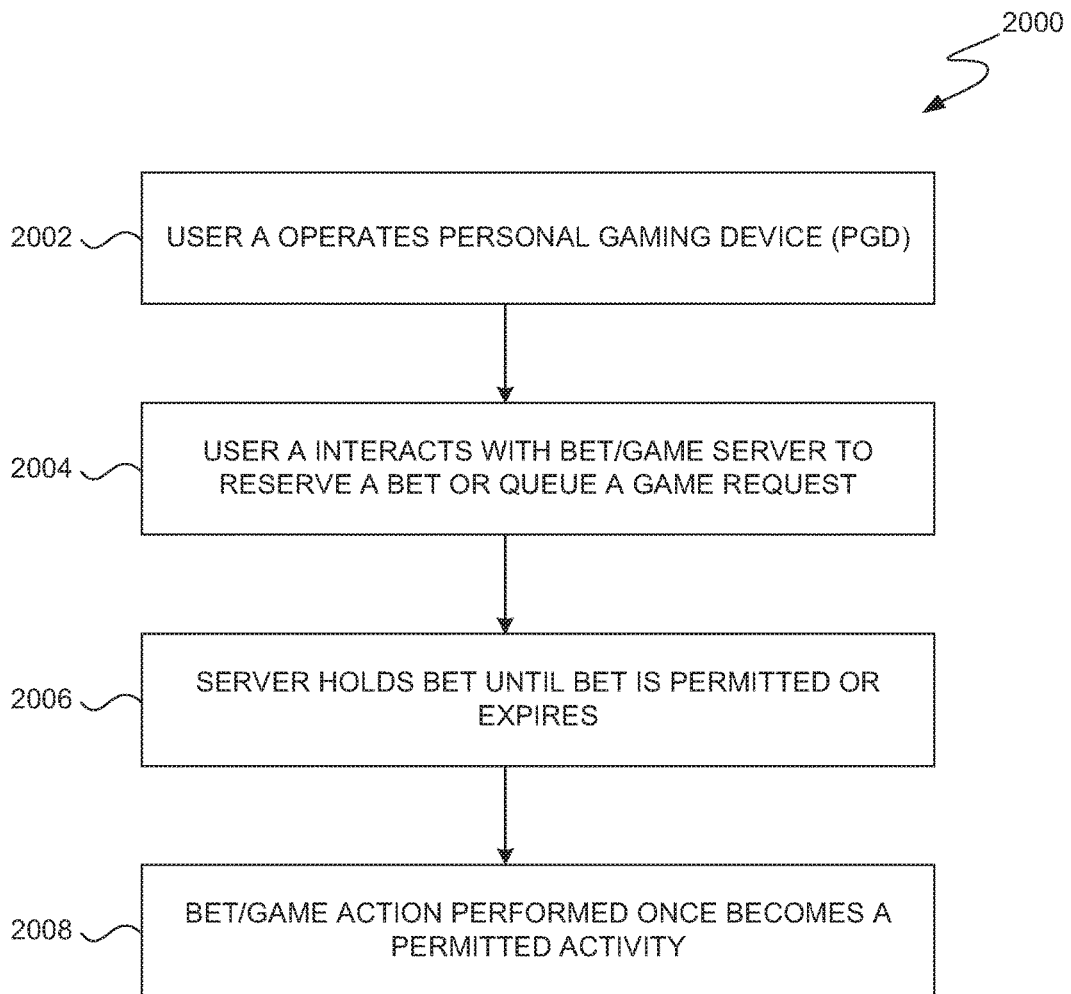 2000
2002
USER A OPERATES PERSONAL GAMING DEVICE (PGD)
2004
USER A INTERACTS WITH BET/GAME SERVER TO
RESERVE A BET OR QUEUE A GAME REQUEST
2006
SERVER HOLDS BET UNTIL BET IS PERMITTED OR
EXPIRES
2008
BET/GAME ACTION PERFORMED ONCE BECOMES A
PERMITTED ACTIVITY